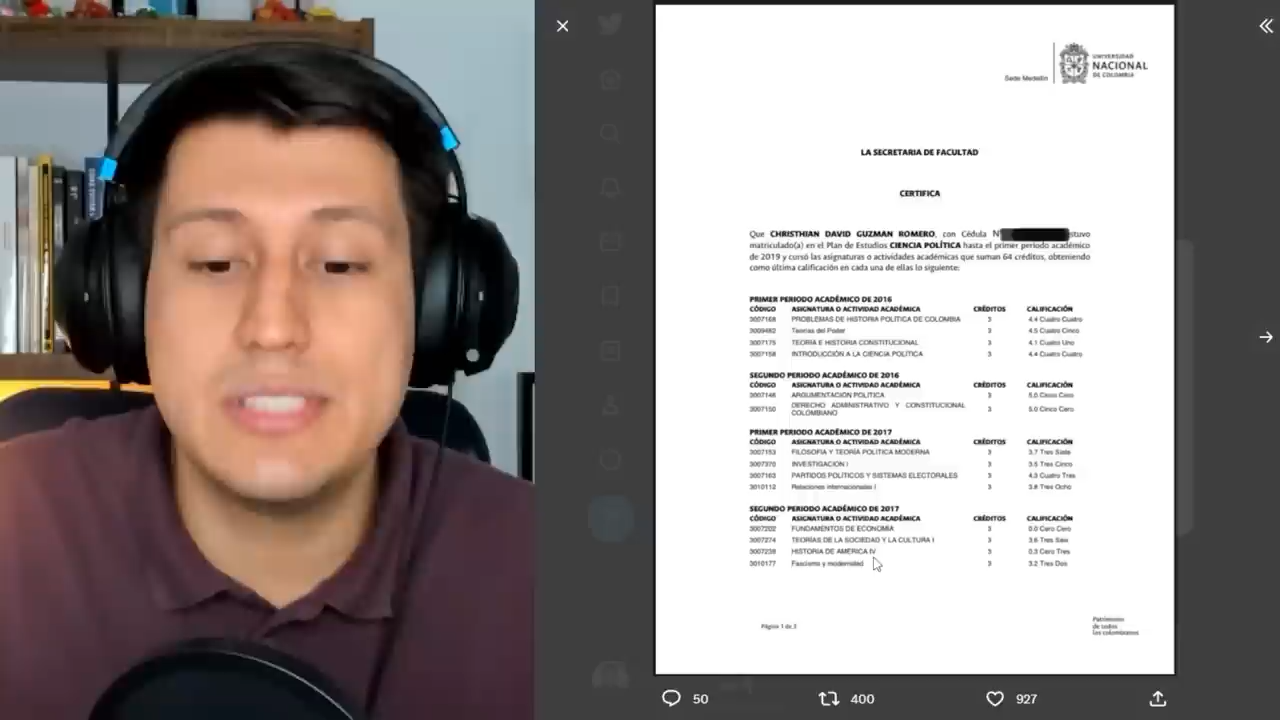 Sede Medellín
UNIVERSIDAD
NACIONAL
DE COLOMBIA
LA SECRETARIA DE FACULTAD
CERTIFICA
Que CHRISTHIAN DAVID GUZMAN ROMERO, con Cédula N° stuvo
matriculado(a) en el Plan de Estudios CIENCIA POLÍTICA hasta el primer periodo académico
de 2019 y cursó las asignaturas o actividades académicas que suman 64 créditos, obteniendo
como última calificación en cada una de ellas lo siguiente:
PRIMER PERIODO ACADÉMICO DE 2016
CÓDIGO ASIGNATURA O ACTIVIDAD ACADÉMICA CRÉDITOS CALIFICACIÓN
3007168 PROBLEMAS DE HISTORIA POLÍTICA DE COLOMBIA 3 4.4 Cuatro Cuatro
3009482 Teorías del Poder 3 4.5 Cuatro Cinco
3007175 TEORÍA E HISTORIA CONSTITUCIONAL 3 4.1 Cuatro Uno
3007158 INTRODUCCIÓN A LA CIENCIA POLÍTICA 3 4.4 Cuatro Cuatro
SEGUNDO PERIODO ACADÉMICO DE 2016
CÓDIGO ASIGNATURA O ACTIVIDAD ACADÉMICA CRÉDITOS CALIFICACIÓN
3007146 ARGUMENTACIÓN POLÍTICA 3 5.0 Cinco Cero
3007150 DERECHO ADMINISTRATIVO Y CONSTITUCIONAL COLOMBIANO 3 5.0 Cinco Cero
PRIMER PERIODO ACADÉMICO DE 2017
CÓDIGO ASIGNATURA O ACTIVIDAD ACADÉMICA CRÉDITOS CALIFICACIÓN
3007153 FILOSOFÍA Y TEORÍA POLÍTICA MODERNA 3 3.7 Tres Siete
3007370 INVESTIGACIÓN I 3 3.5 Tres Cinco
3007163 PARTIDOS POLÍTICOS Y SISTEMAS ELECTORALES 3 4.3 Cuatro Tres
3010112 Relaciones internacionales I 3 3.8 Tres Ocho
SEGUNDO PERIODO ACADÉMICO DE 2017
CÓDIGO ASIGNATURA O ACTIVIDAD ACADÉMICA CRÉDITOS CALIFICACIÓN
3007202 FUNDAMENTOS DE ECONOMÍA 3 0.0 Cero Cero
3007274 TEORÍAS DE LA SOCIEDAD Y LA CULTURA I 3 3.6 Tres Seis
3007238 HISTORIA DE AMÉRICA IV 3 0.3 Cero Tres
3010177 Fascismo y modernidad 3 3.2 Tres Dos
Página 1 de 3
Patrimonio
de todos
los colombianos
50 400 927